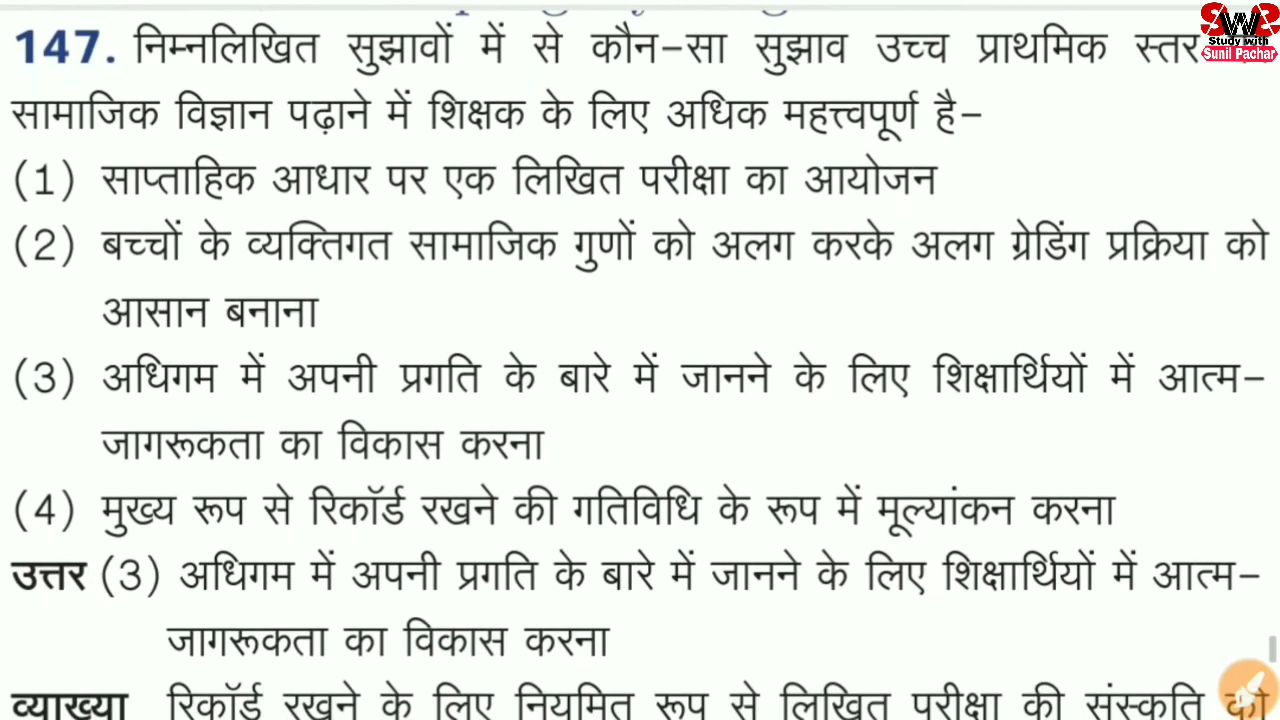 147. निम्नलिखित सुझावों में से कौन-सा सुझाव उच्च प्राथमिक स्तर
सामाजिक विज्ञान पढ़ाने में शिक्षक के लिए अधिक महत्त्वपूर्ण है-
(1) साप्ताहिक आधार पर एक लिखित परीक्षा का आयोजन
(2) बच्चों के व्यक्तिगत सामाजिक गुणों को अलग करके अलग ग्रेडिंग प्रक्रिया को
आसान बनाना
(3) अधिगम में अपनी प्रगति के बारे में जानने के लिए शिक्षार्थियों में आत्म-
जागरूकता का विकास करना
(4) मुख्य रूप से रिकॉर्ड रखने की गतिविधि के रूप में मूल्यांकन करना
उत्तर (3) अधिगम में अपनी प्रगति के बारे में जानने के लिए शिक्षार्थियों में आत्म-
जागरूकता का विकास करना
व्याख्या रिकॉर्ड रखने के लिए नियमित रूप से लिखित परीक्षा की संस्कृति को
Study with
Sunil Pachar